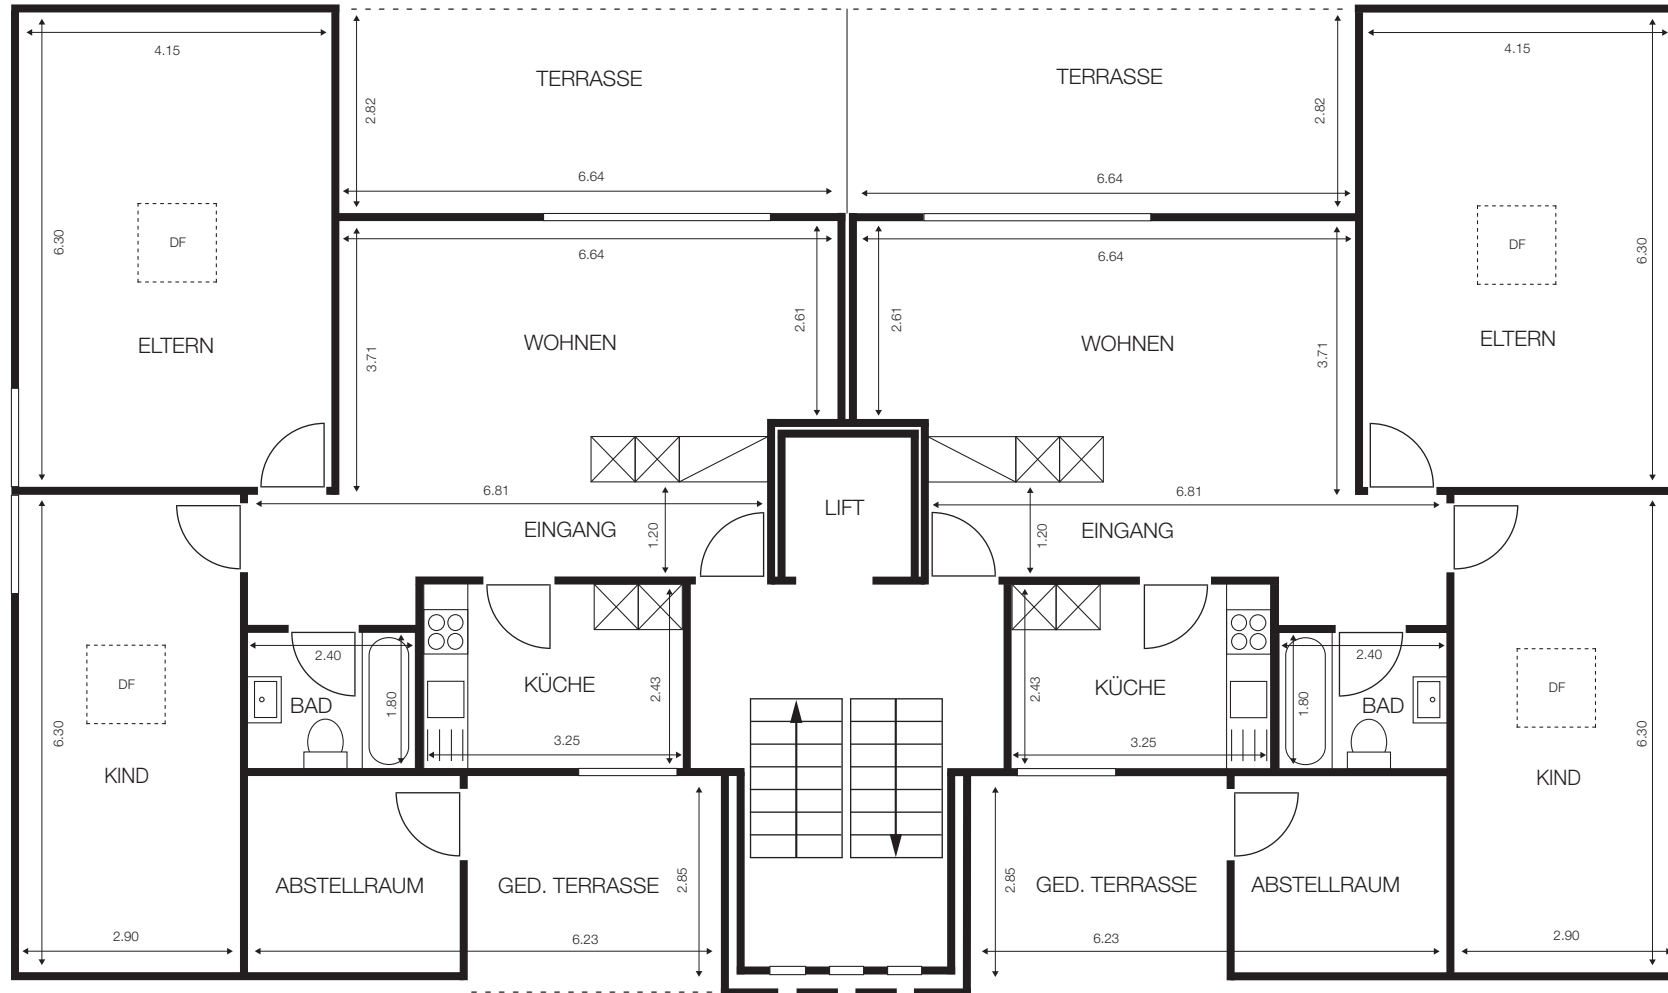 4.15
4.15
TERRASSE
TERRASSE
2.82
2.82
6.64
6.64
6.30
DF
DF
6.30
6.64
6.64
2.61
2.61
ELTERN
WOHNEN
WOHNEN
ELTERN
3.71
3.71
6.81
6.81
LIFT
EINGANG
1.20
1.20
EINGANG
2.40
2.40
DF
KÜCHE
2.43
2.43
KÜCHE
DF
BAD
1.80
1.80
BAD
6.30
3.25
3.25
6.30
KIND
KIND
ABSTELLRAUM
GED. TERRASSE
2.85
2.85
GED. TERRASSE
ABSTELLRAUM
2.90
6.23
6.23
2.90